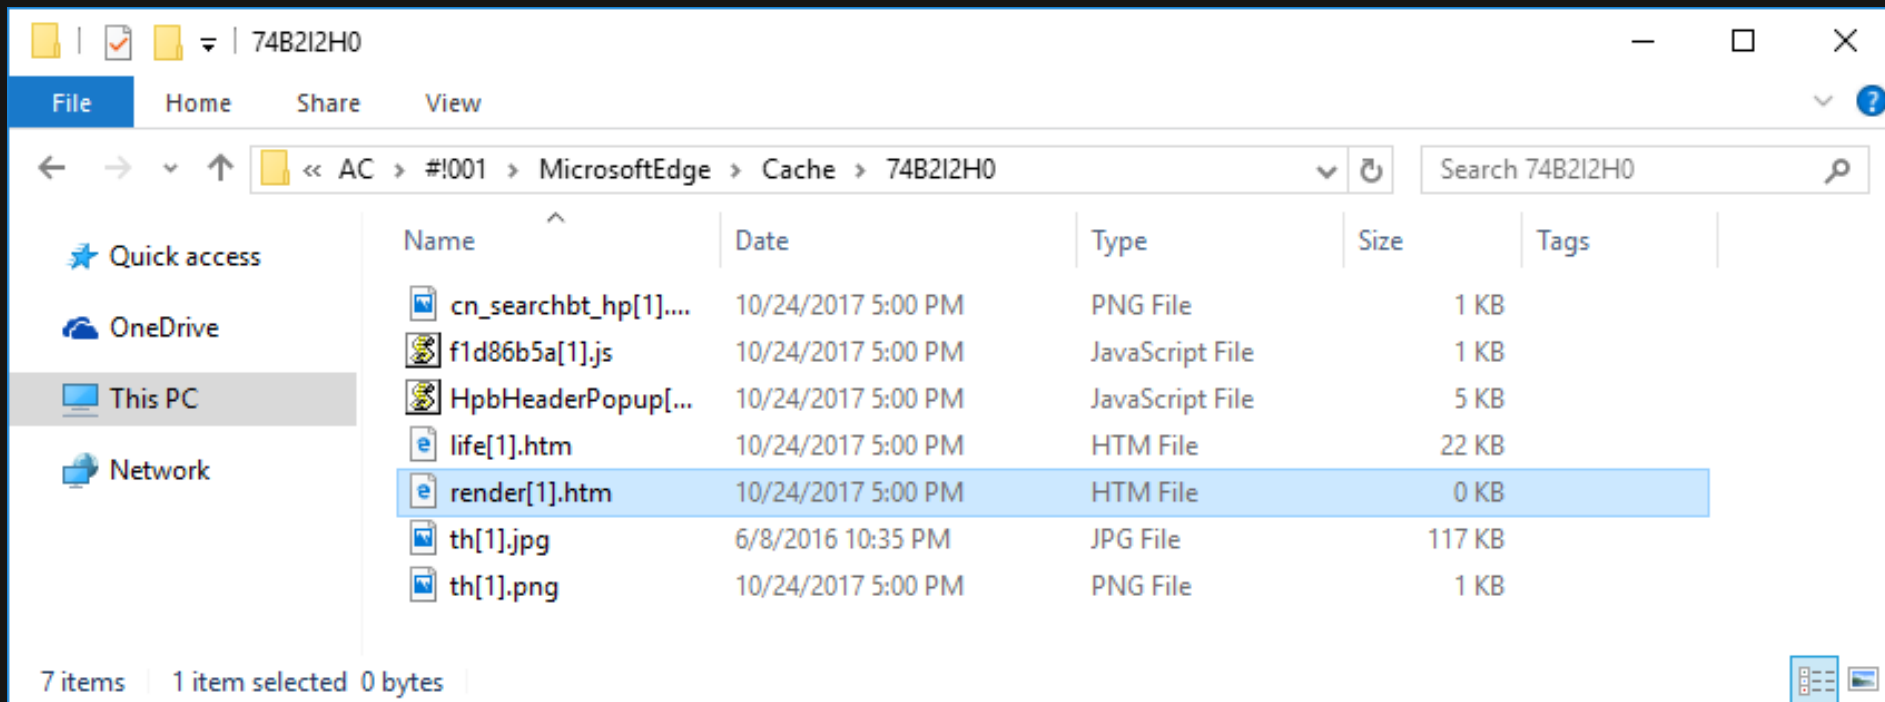 74B2I2H0
File Home Share View
« AC > #!001 > MicrosoftEdge > Cache > 74B2I2H0 Search 74B2I2H0
Quick access
OneDrive
This PC
Network
Name Date Type Size Tags
cn_searchbt_hp[1].... 10/24/2017 5:00 PM PNG File 1 KB
f1d86b5a[1].js 10/24/2017 5:00 PM JavaScript File 1 KB
HpbHeaderPopup[... 10/24/2017 5:00 PM JavaScript File 5 KB
life[1].htm 10/24/2017 5:00 PM HTM File 22 KB
render[1].htm 10/24/2017 5:00 PM HTM File 0 KB
th[1].jpg 6/8/2016 10:35 PM JPG File 117 KB
th[1].png 10/24/2017 5:00 PM PNG File 1 KB
7 items 1 item selected 0 bytes